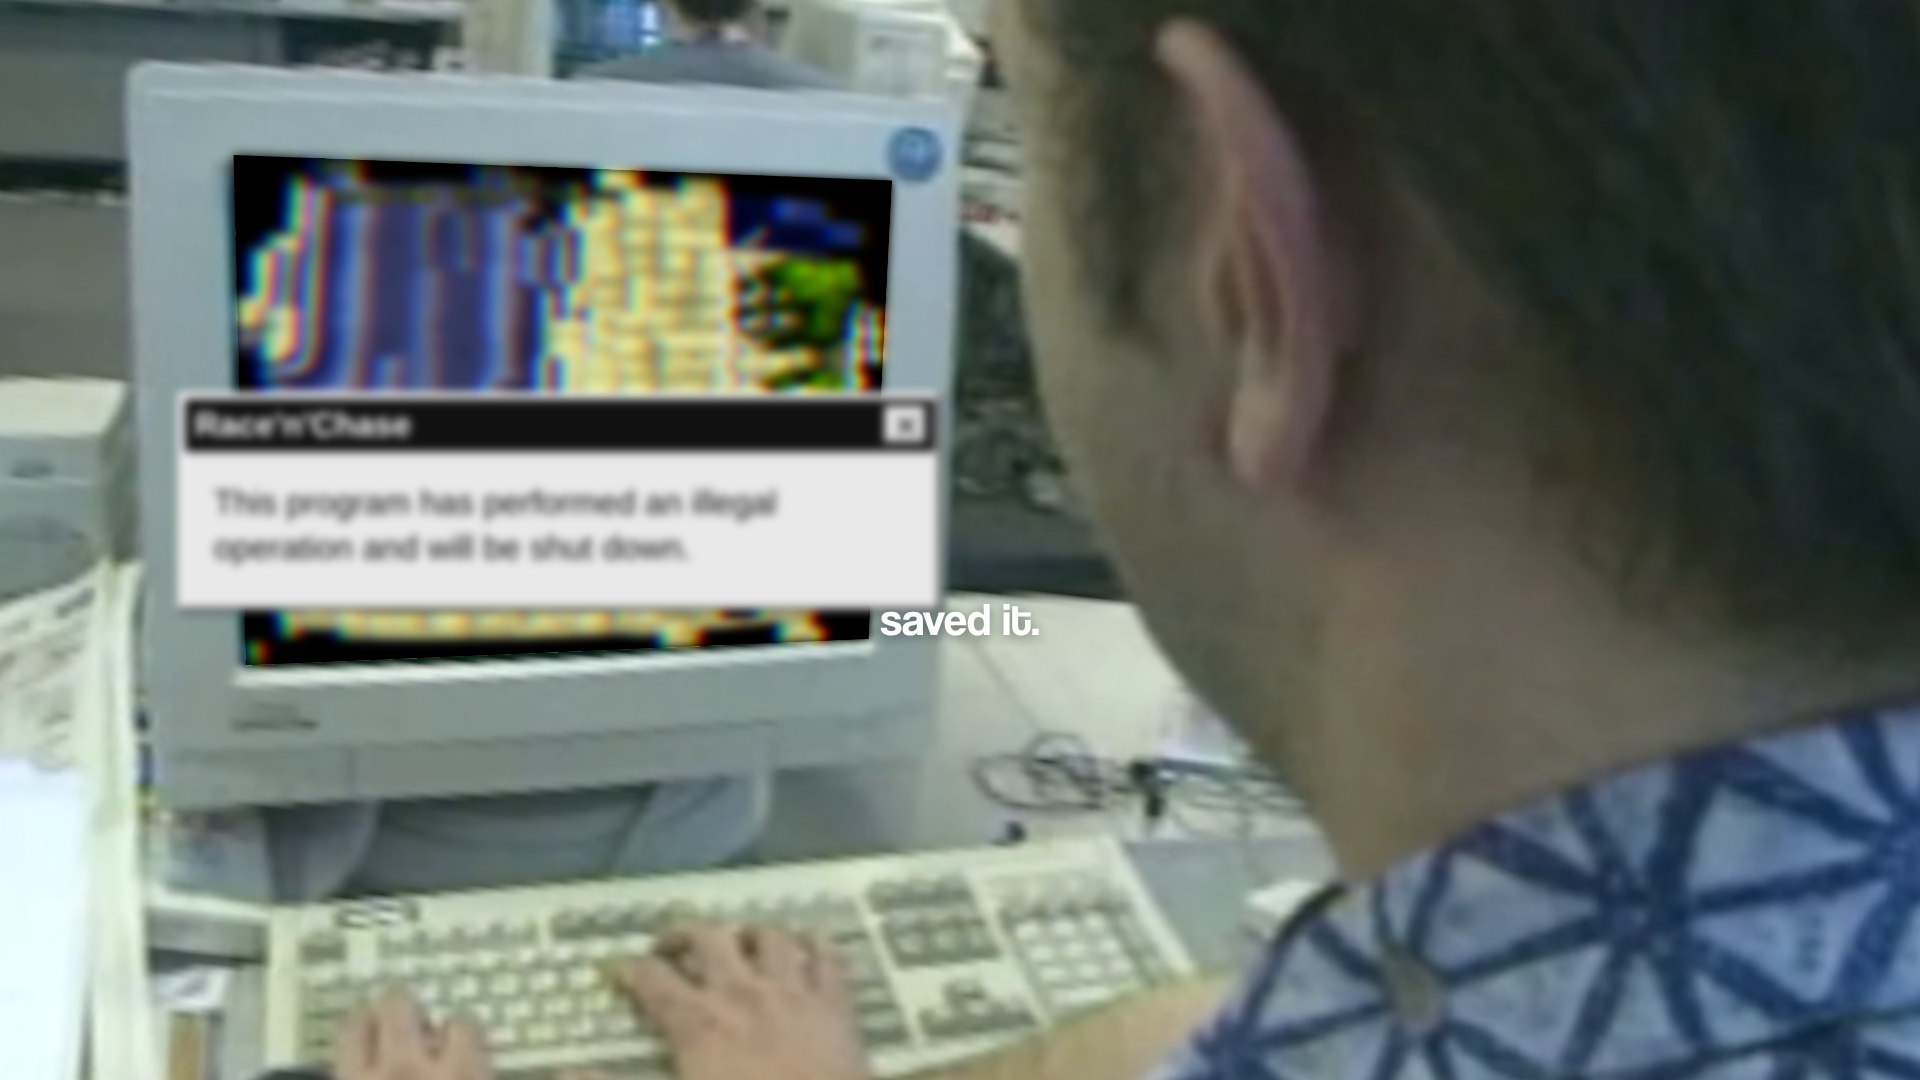 Race'n'Chase
This program has performed an illegal
operation and will be shut down.
saved it.